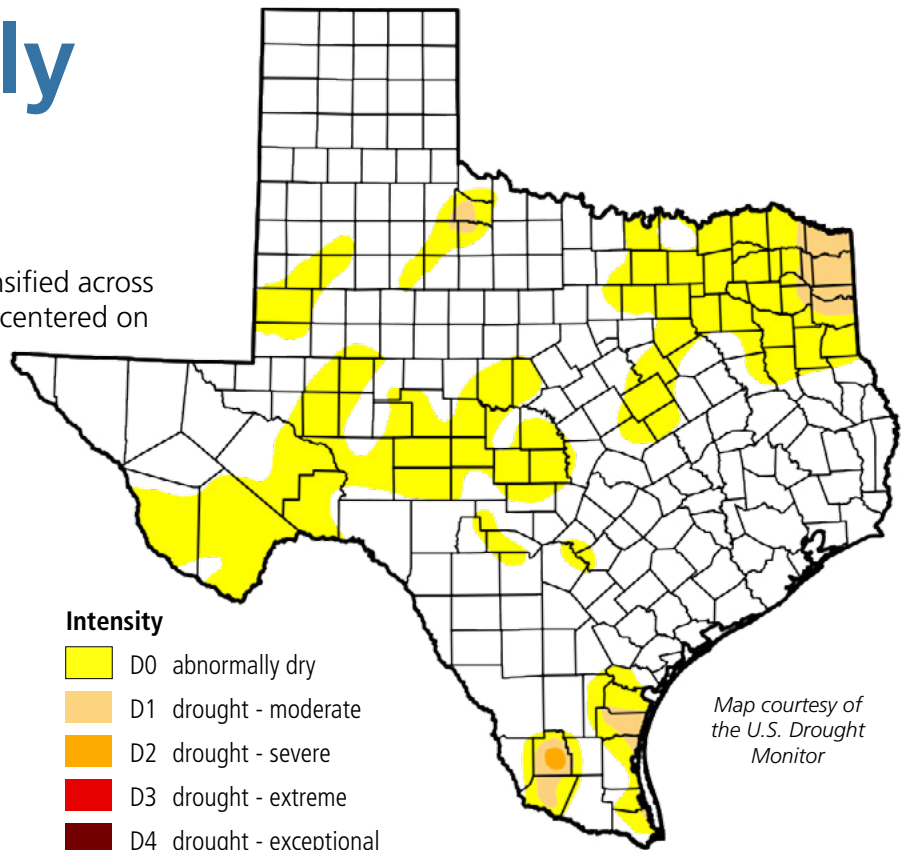 ly
nsified across
centered on
Intensity
D0 abnormally dry
D1 drought - moderate
D2 drought - severe
D3 drought - extreme
D4 drought - exceptional
Map courtesy of
the U.S. Drought
Monitor